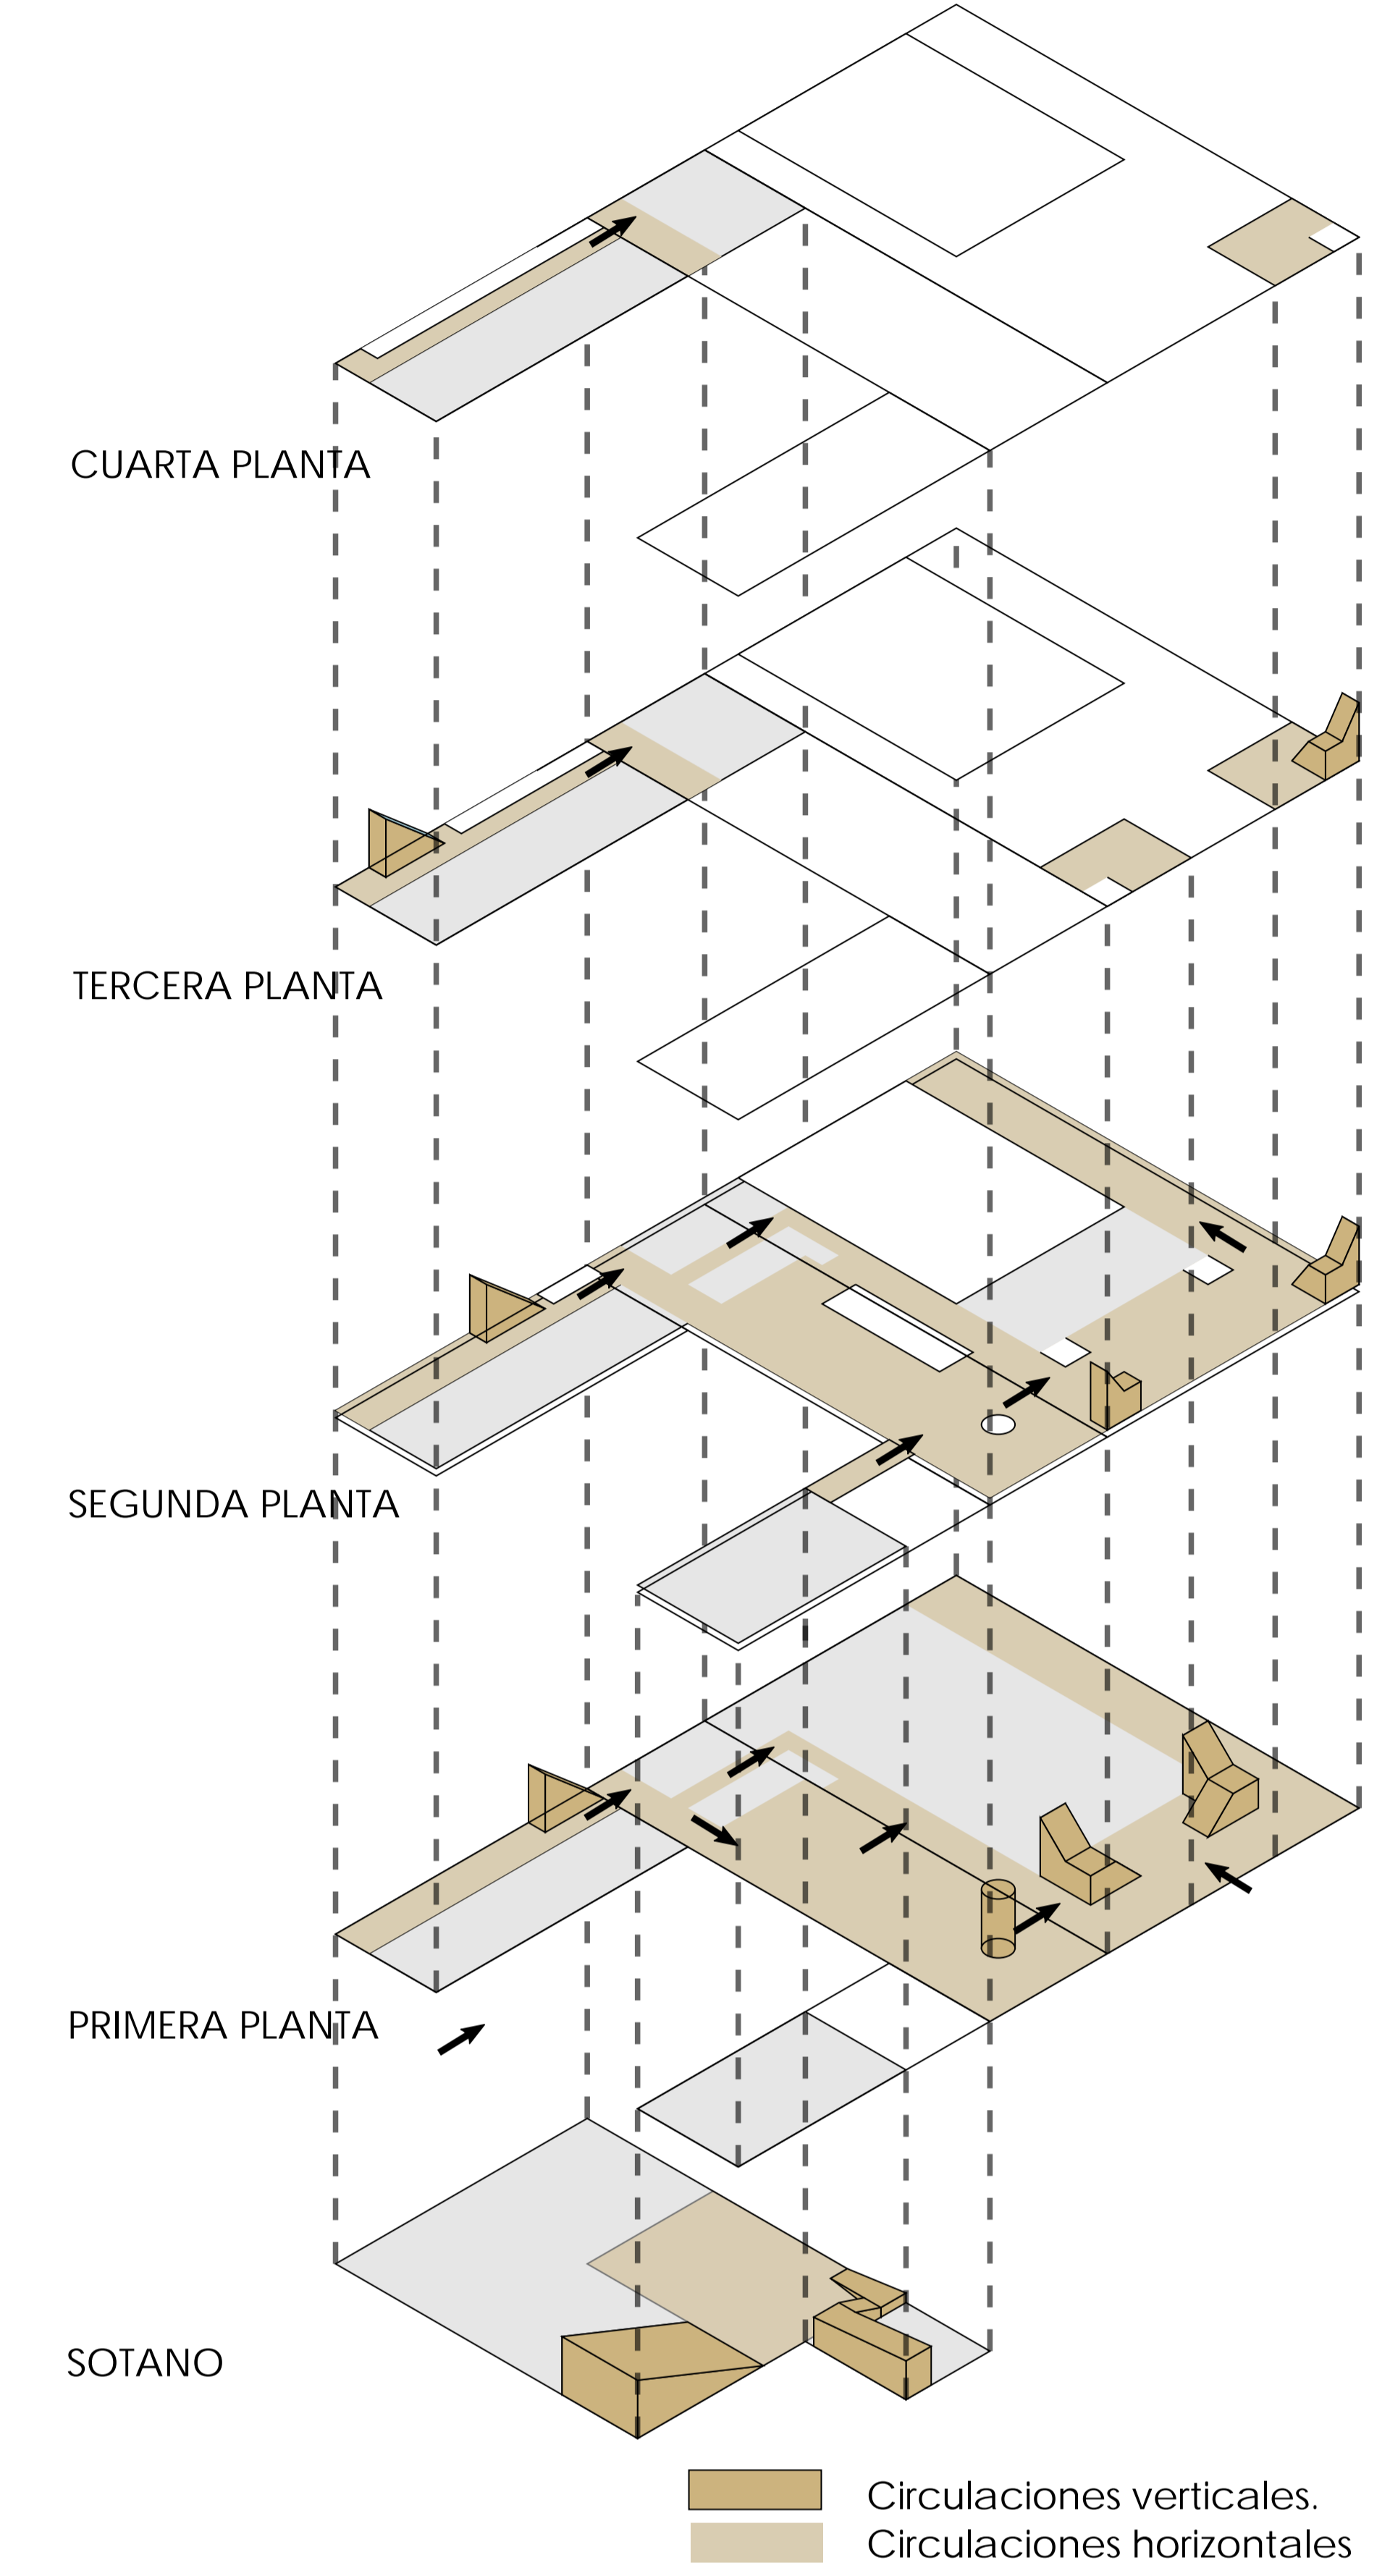 CUARTA PLANTA
TERCERA PLANTA
SEGUNDA PLANTA
PRIMERA PLANTA
SOTANO
Circulaciones verticales.
Circulaciones horizontales